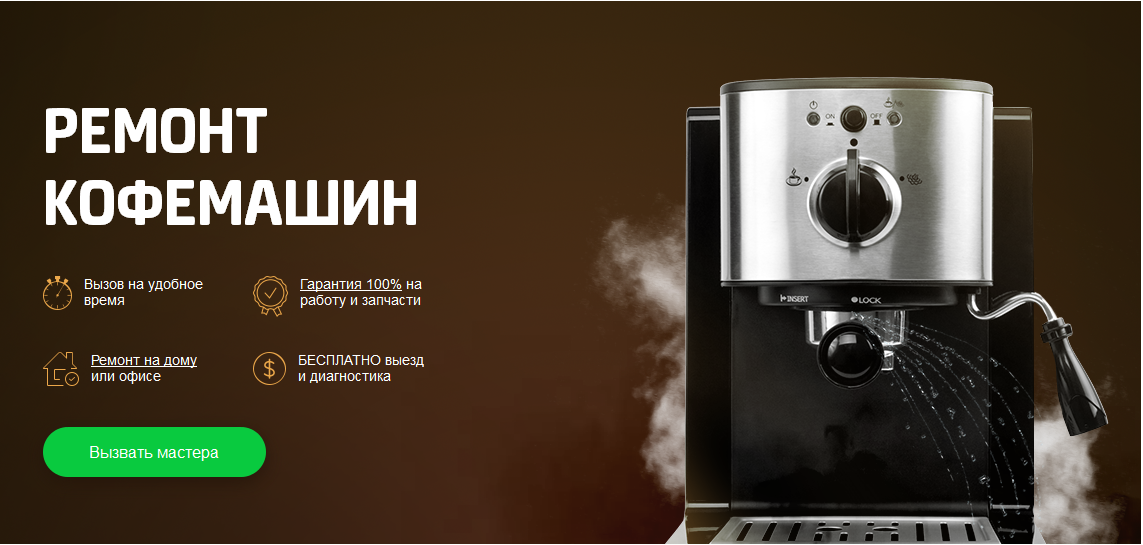 РЕМОНТ
КОФЕМАШИН
Вызов на удобное
время
Гарантия 100% на
работу и запчасти
Ремонт на дому
или офисе
БЕСПЛАТНО выезд
и диагностика
Вызвать мастера
ON
OFF
INSERT
LOCK